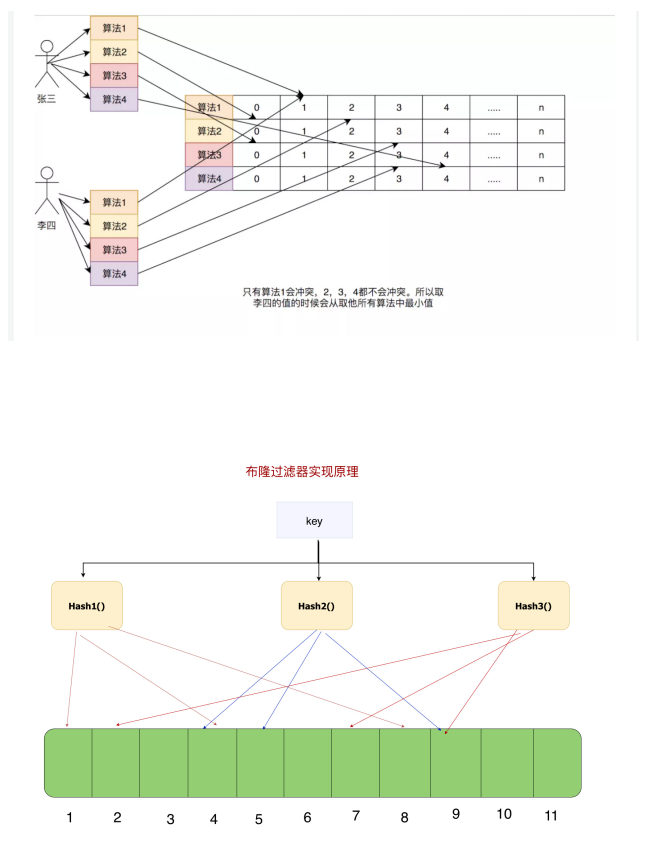 算法1
算法2
算法3
算法4
张三
算法1 0 1 2 3 4 ..... n
算法2 0 1 2 3 4 ..... n
算法3 0 1 2 3 4 ..... n
算法4 0 1 2 3 4 ..... n
李四
算法1
算法2
算法3
算法4
只有算法1会冲突，2，3，4都不会冲突。所以取
李四的值的时候会从取他所有算法中最小值
布隆过滤器实现原理
key
Hash1() Hash2() Hash3()
1 2 3 4 5 6 7 8 9 10 11